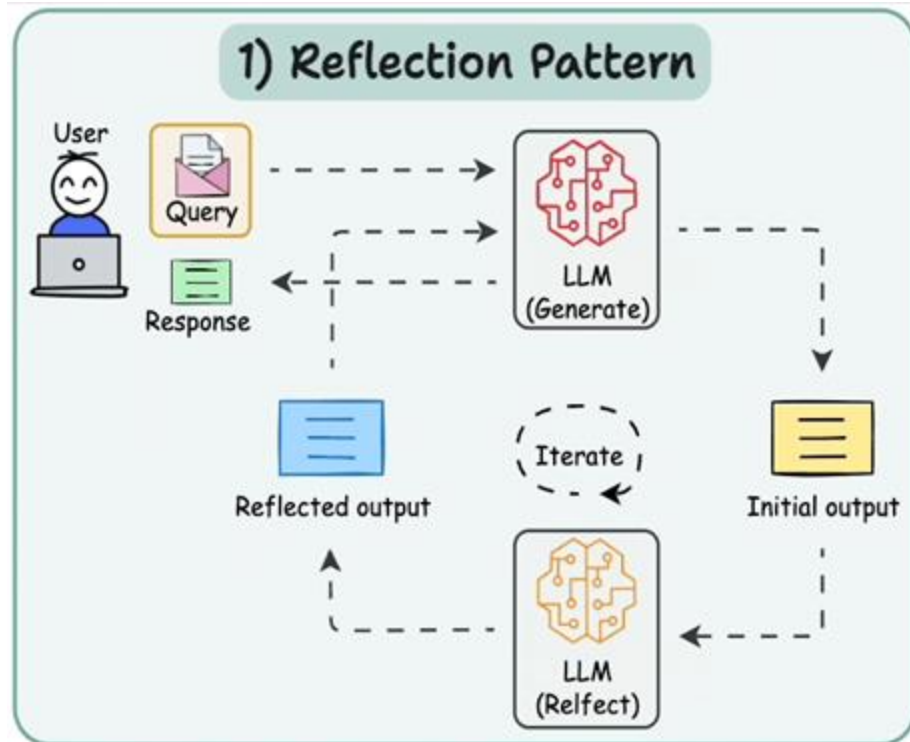 1) Reflection Pattern
User
Query
Response
LLM
(Generate)
Reflected output
Iterate
Initial output
LLM
(Relfect)